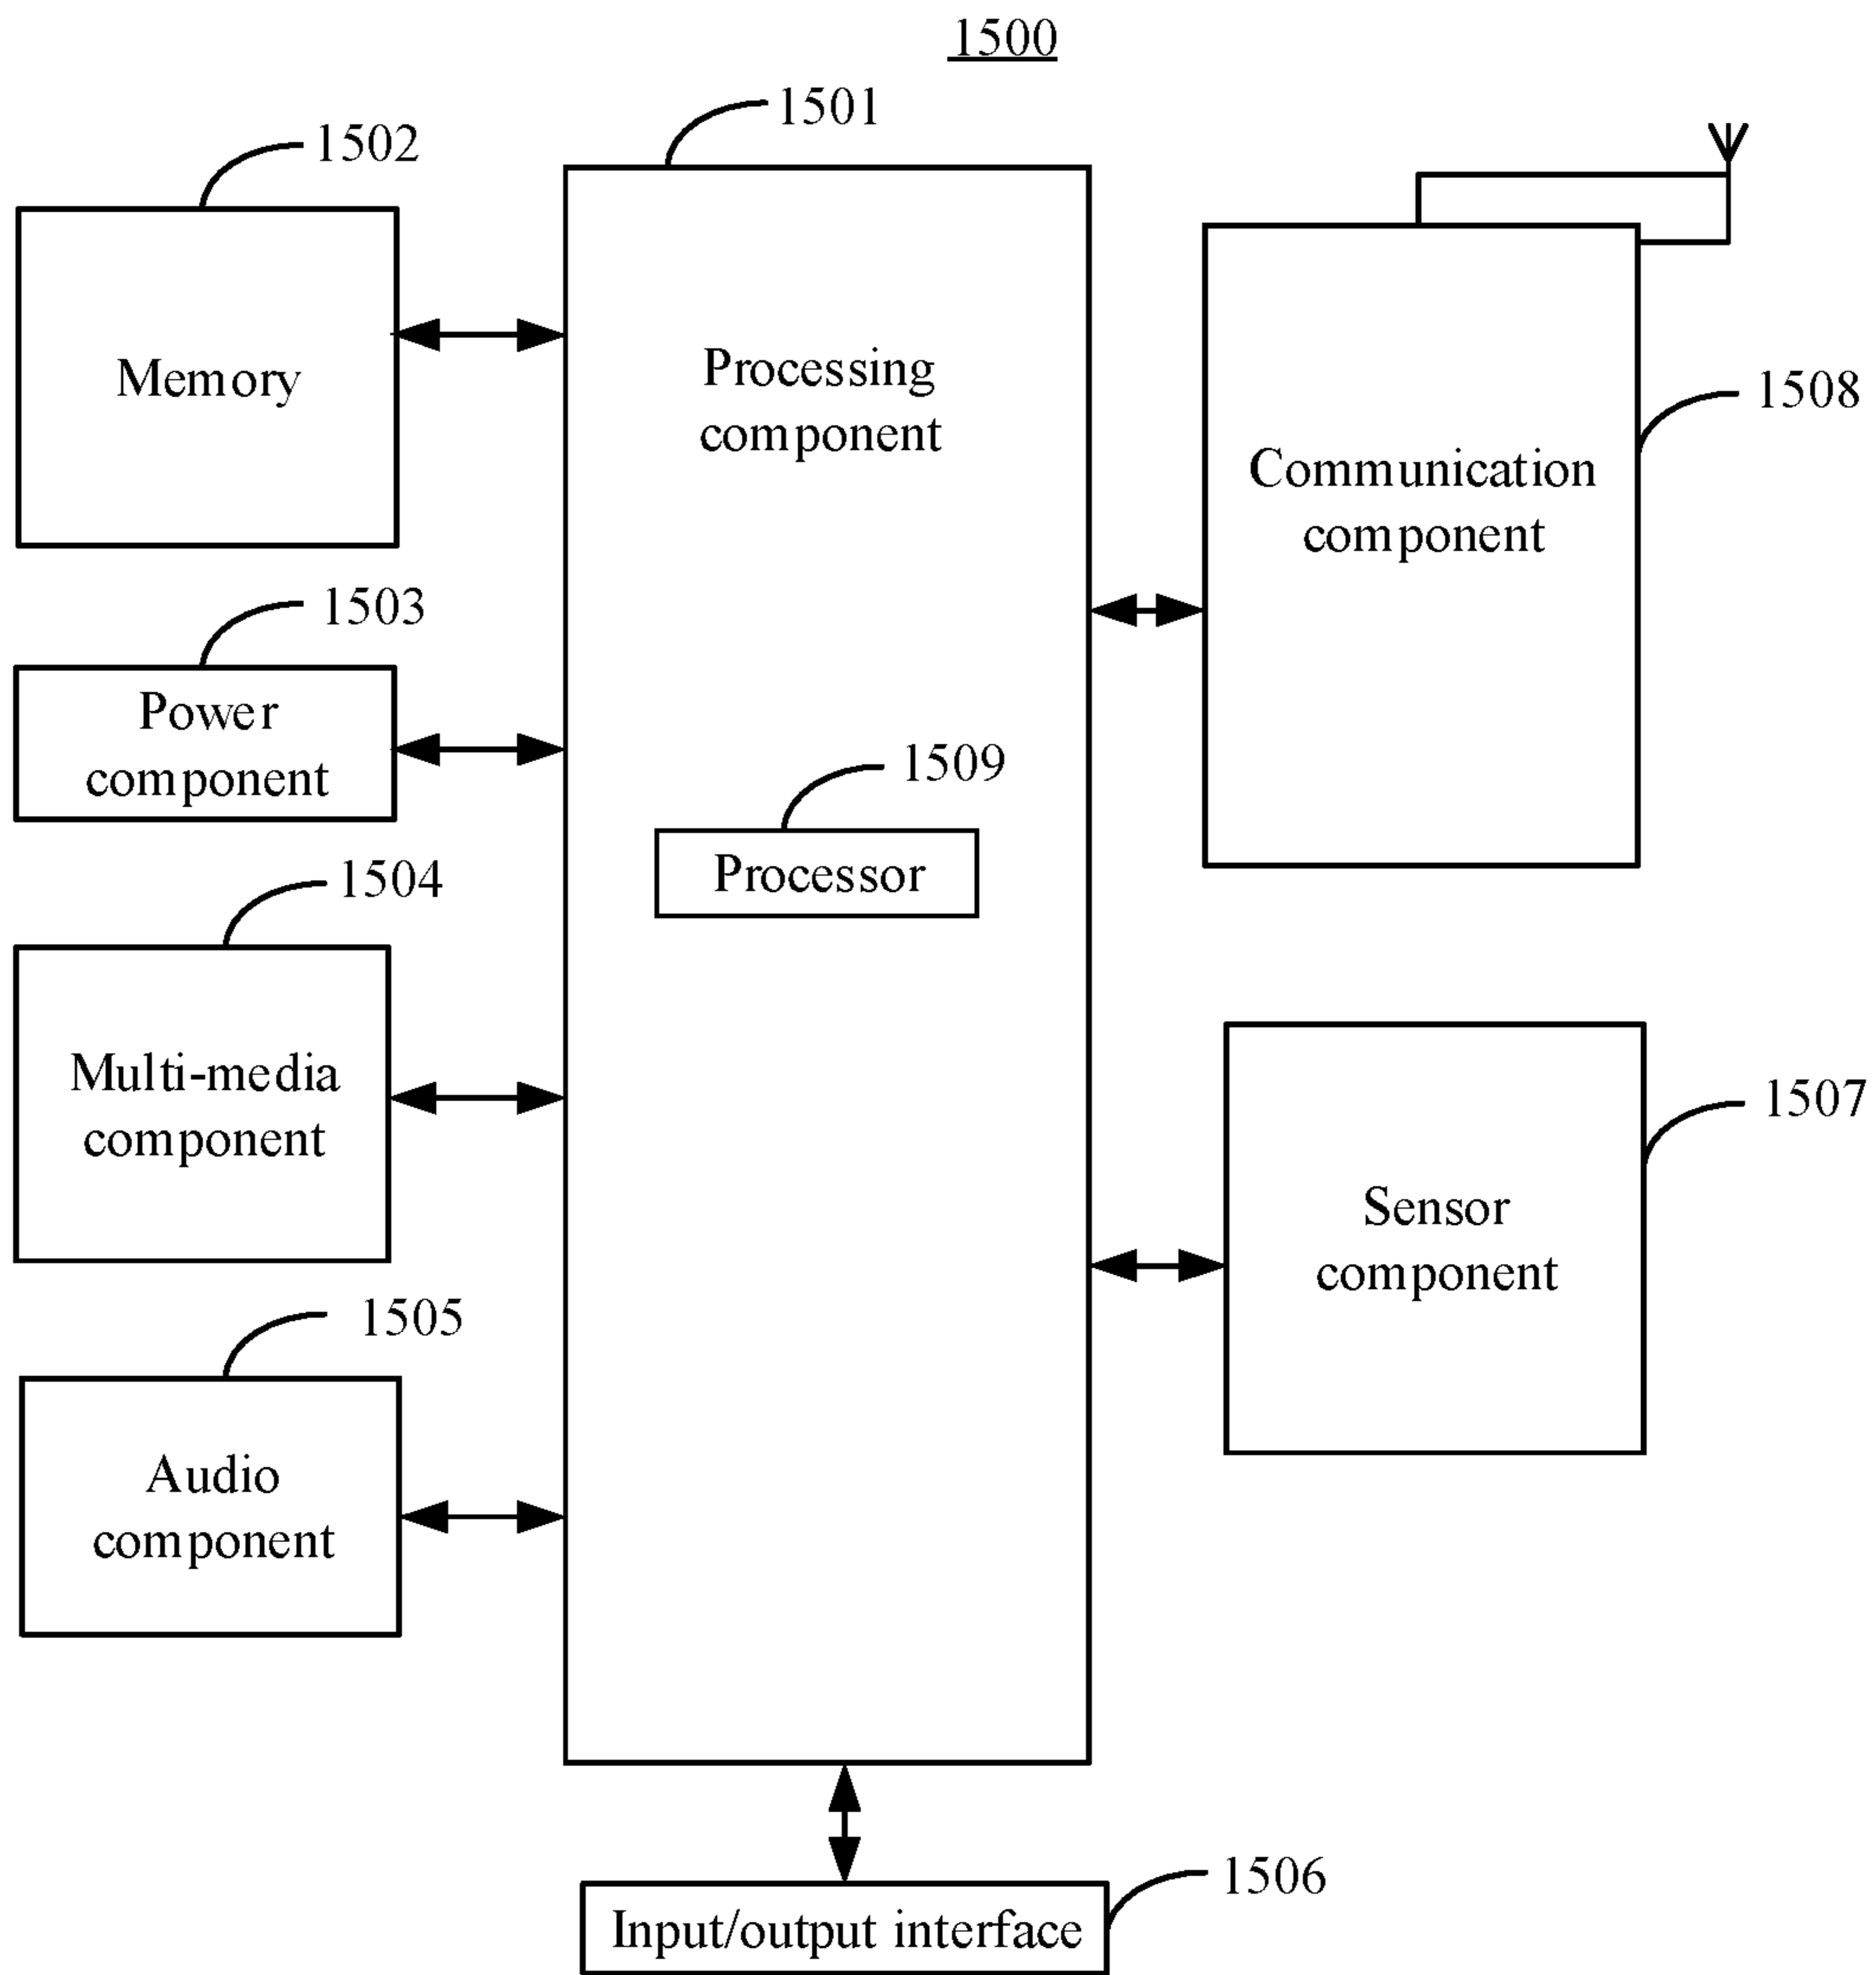 1500
1501
1502
Memory
Processing
component
1508
Communication
component
1503
Power
component
1509
Processor
1504
Multi-media
component
1507
Sensor
component
1505
Audio
component
1506
Input/output interface